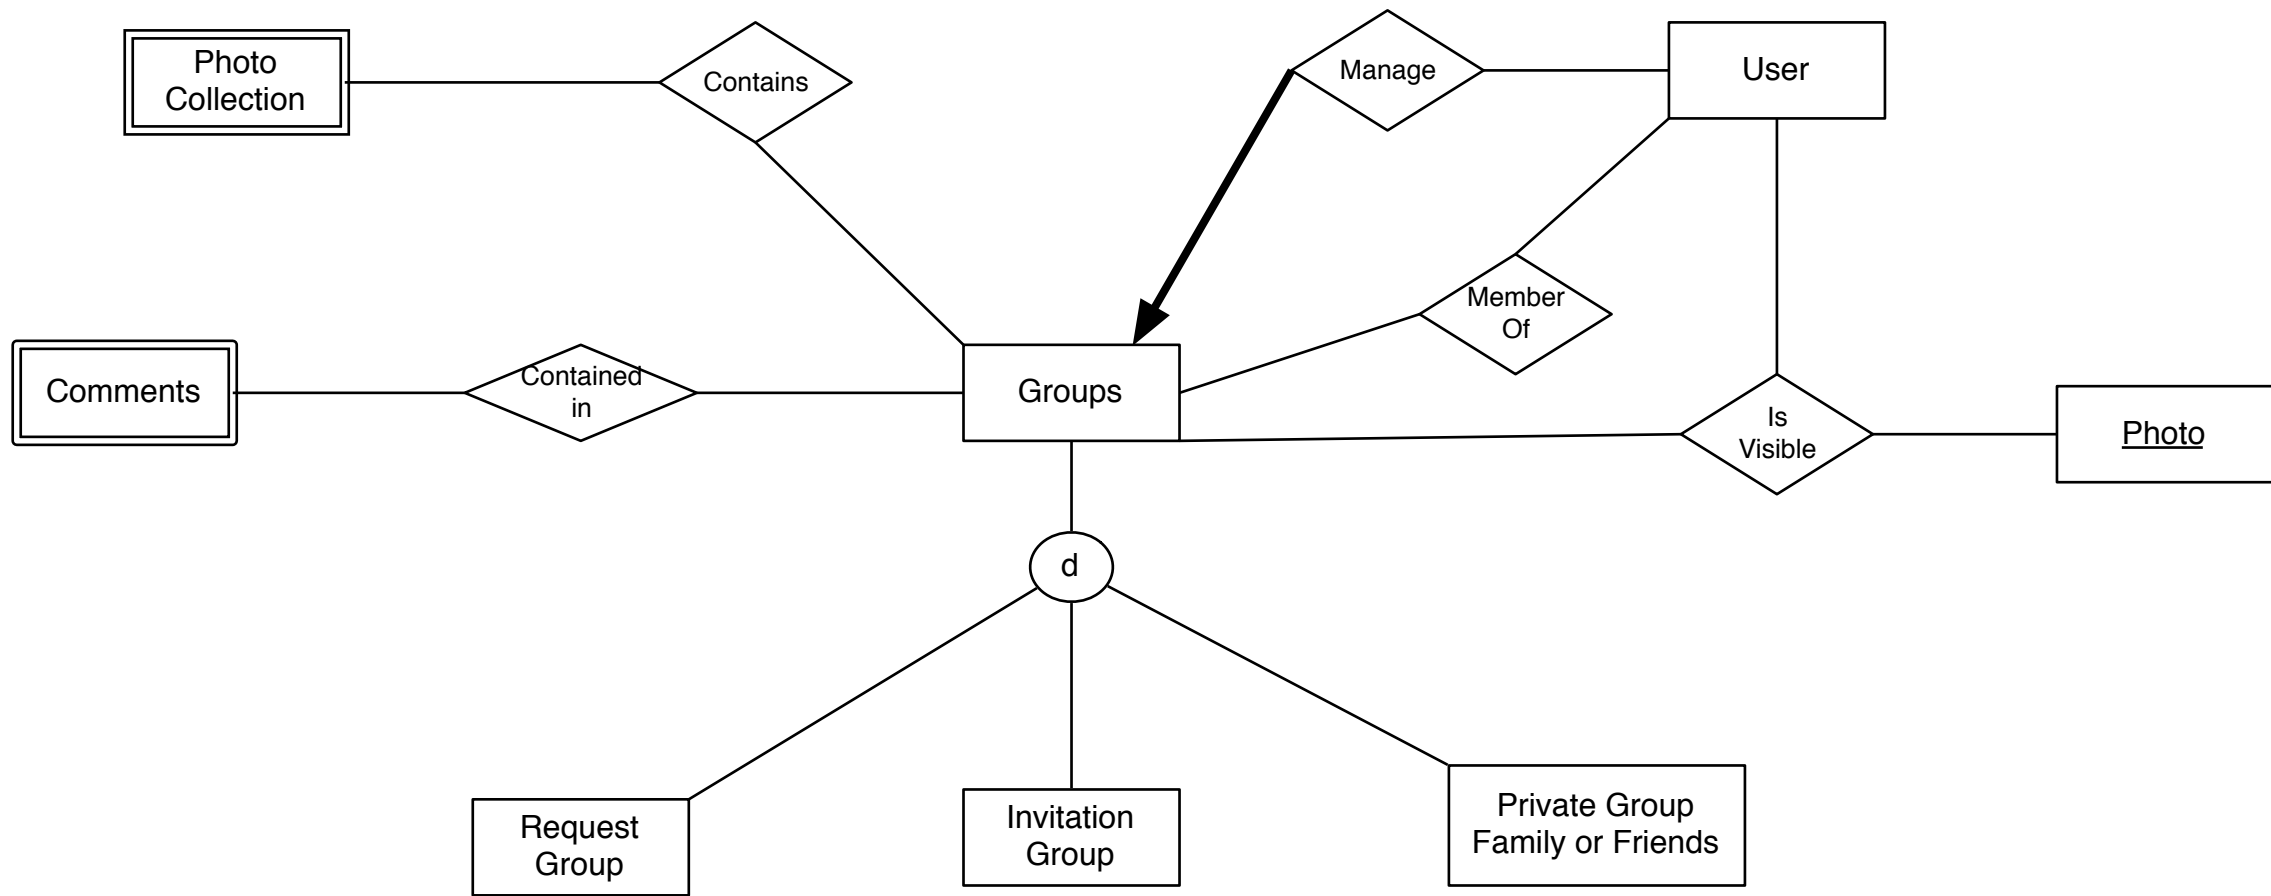 Photo
Collection
Contains
Manage
User
Member
Of
Comments
Contained
in
Groups
Is
Visible
Photo
d
Request
Group
Invitation
Group
Private Group
Family or Friends